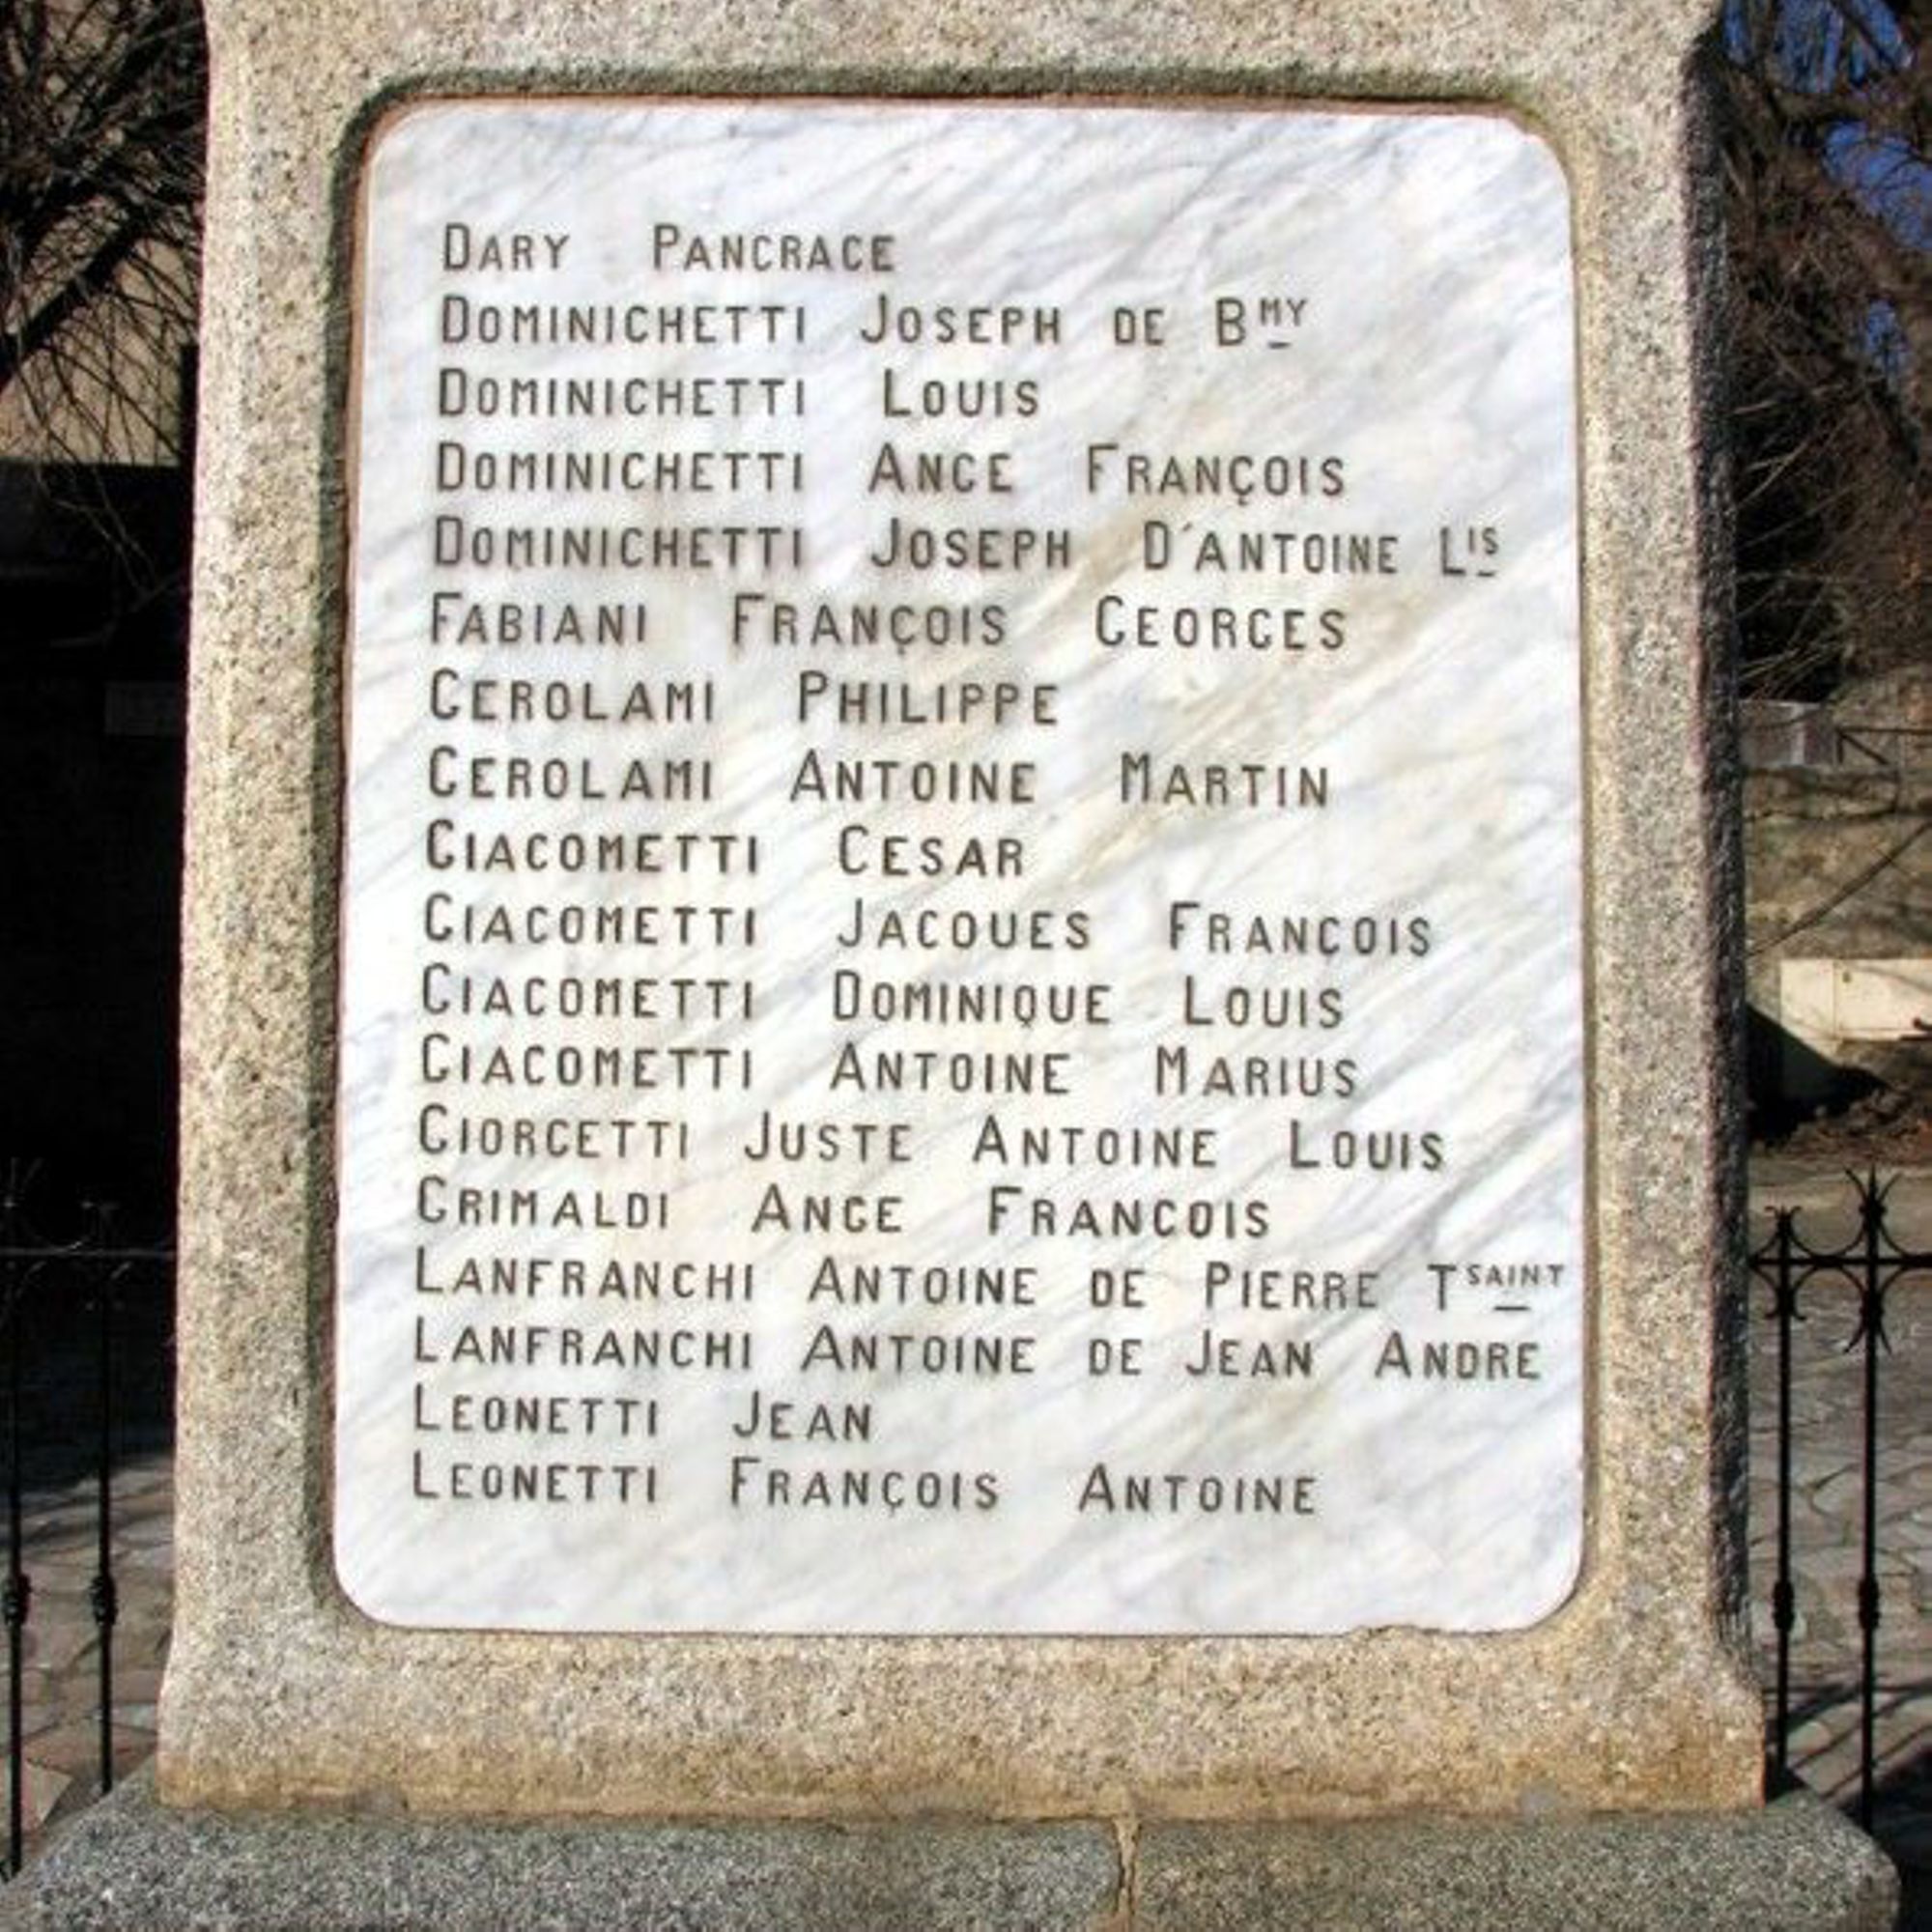 DARY PANCRACE
DOMINICHETTI JOSEPH DE BMY
DOMINICHETTI LOUIS
DOMINICHETTI ANGE FRANÇOIS
DOMINICHETTI JOSEPH D'ANTOINE LIS
FABIANI FRANÇOIS GEORGES
GEROLAMI PHILIPPE
GEROLAMI ANTOINE MARTIN
GIACOMETTI CESAR
GIACOMETTI JACQUES FRANCOIS
GIACOMETTI DOMINIQUE LOUIS
GIACOMETTI ANTOINE MARIUS
GIORGETTI JUSTE ANTOINE LOUIS
GRIMALDI ANGE FRANCOIS
LANFRANCHI ANTOINE DE PIERRE TSAINT
LANFRANCHI ANTOINE DE JEAN ANDRE
LEONETTI JEAN
LEONETTI FRANÇOIS ANTOINE